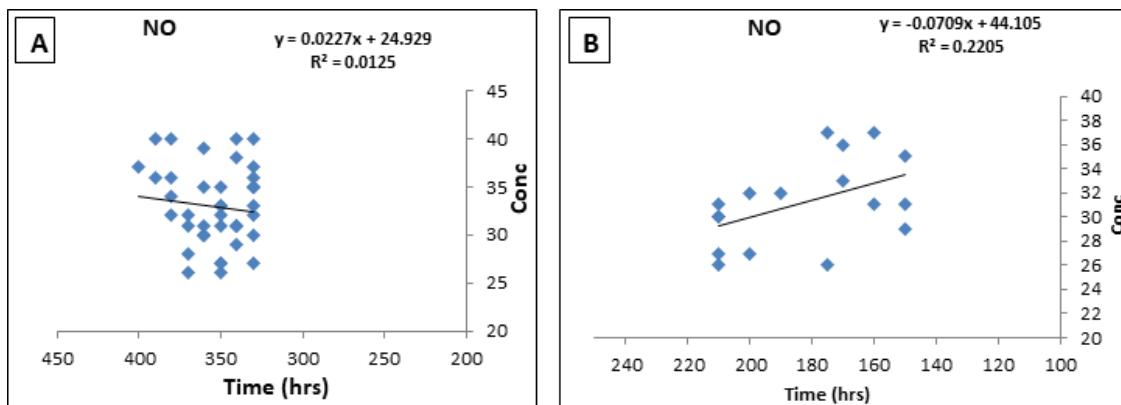 A
NO
y = 0.0227x + 24.929
R² = 0.0125
45
40
35
30
25
20
Conc
450 400 350 300 250 200
Time (hrs)
B
NO
y = -0.0709x + 44.105
R² = 0.2205
40
38
36
34
32
30
28
26
24
22
20
Conc
240 220 200 180 160 140 120 100
Time (hrs)